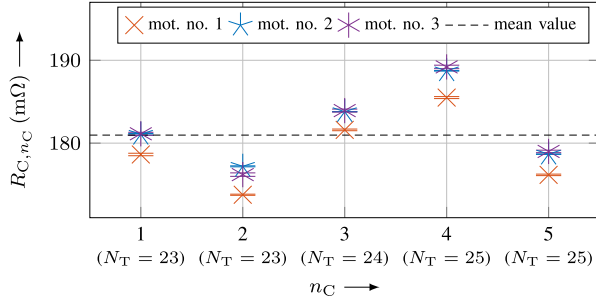 mot. no. 1 mot. no. 2 mot. no. 3 mean value
190
180
R_{C,n_C} (mΩ) ⟶
1 2 3 4 5
(N_T = 23) (N_T = 23) (N_T = 24) (N_T = 25) (N_T = 25)
n_C ⟶